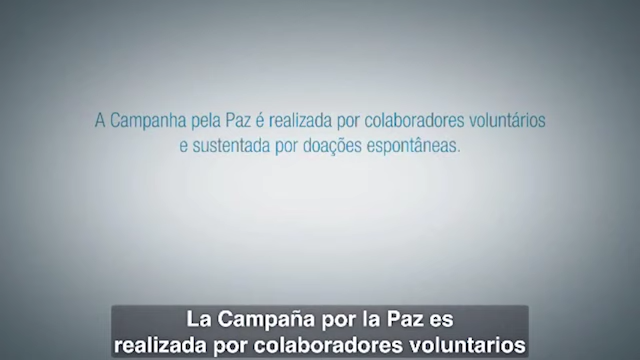 A Campanha pela Paz é realizada por colaboradores voluntários
e sustentada por doações espontâneas.
La Campaña por la Paz es
realizada por colaboradores voluntarios